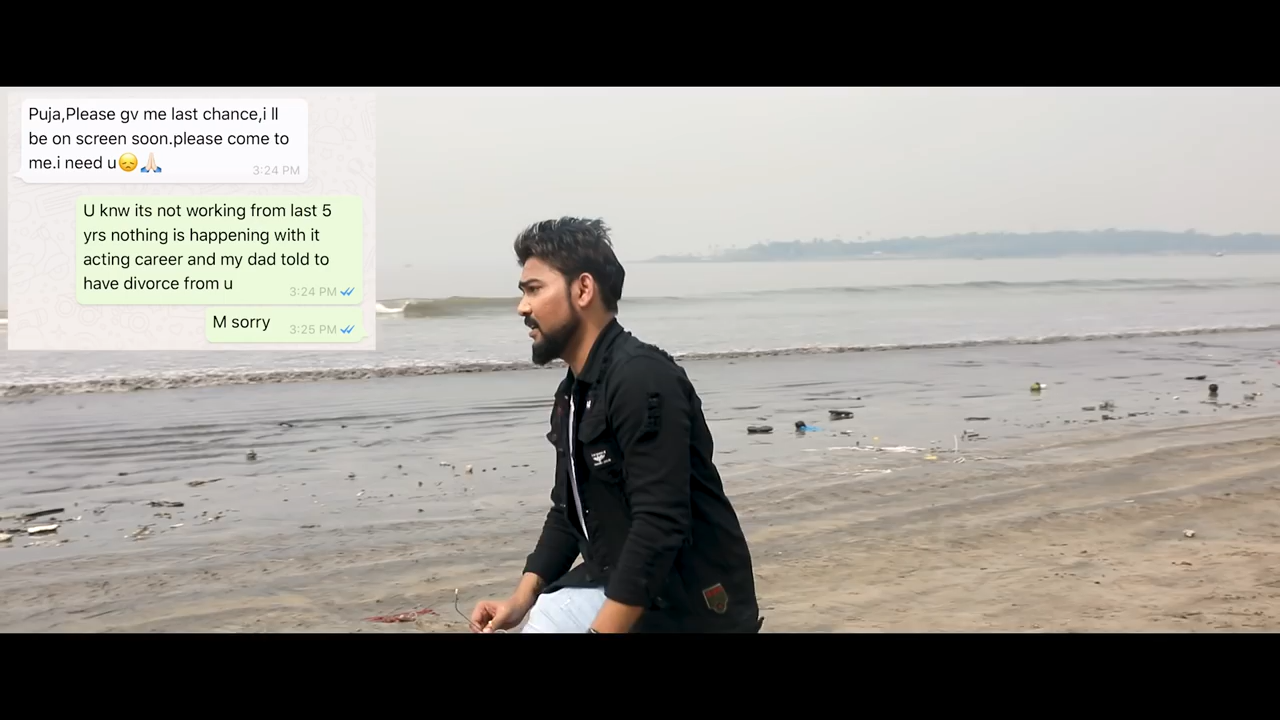 Puja,Please gv me last chance,i ll
be on screen soon.please come to
me.i need u😞🙏🏻
3:24 PM
U knw its not working from last 5
yrs nothing is happening with it
acting career and my dad told to
have divorce from u
3:24 PM
M sorry
3:25 PM